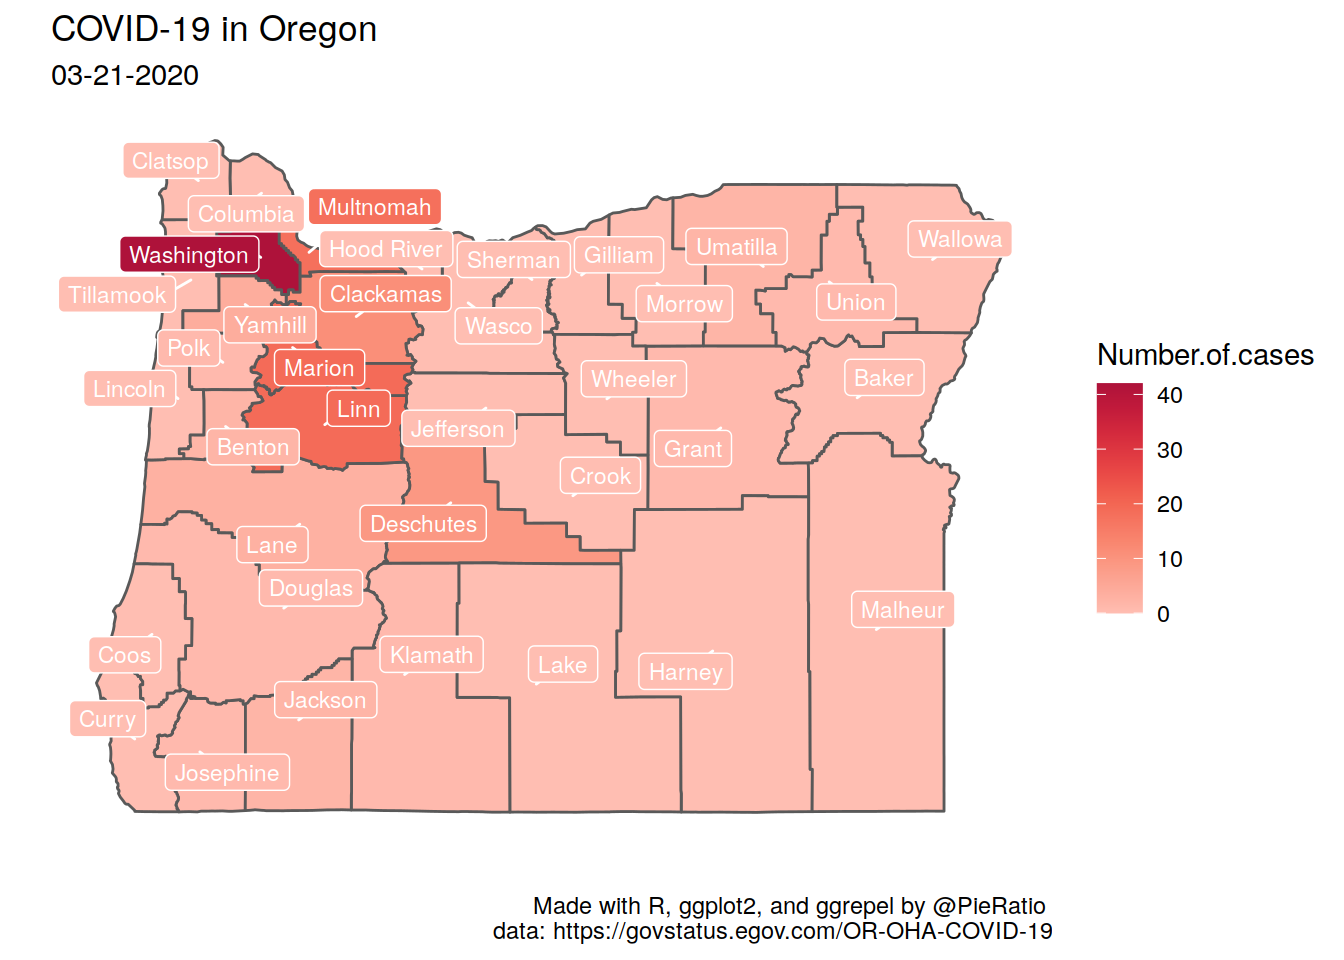 COVID-19 in Oregon
03-21-2020
Clatsop
Columbia
Multnomah
Washington
Hood River
Sherman
Gilliam
Umatilla
Wallowa
Tillamook
Clackamas
Morrow
Union
Yamhill
Wasco
Polk
Marion
Wheeler
Baker
Lincoln
Linn
Jefferson
Benton
Grant
Crook
Deschutes
Lane
Douglas
Malheur
Coos
Klamath
Lake
Harney
Jackson
Curry
Josephine
Number.of.cases
40
30
20
10
0
Made with R, ggplot2, and ggrepel by @PieRatio
data: https://govstatus.egov.com/OR-OHA-COVID-19